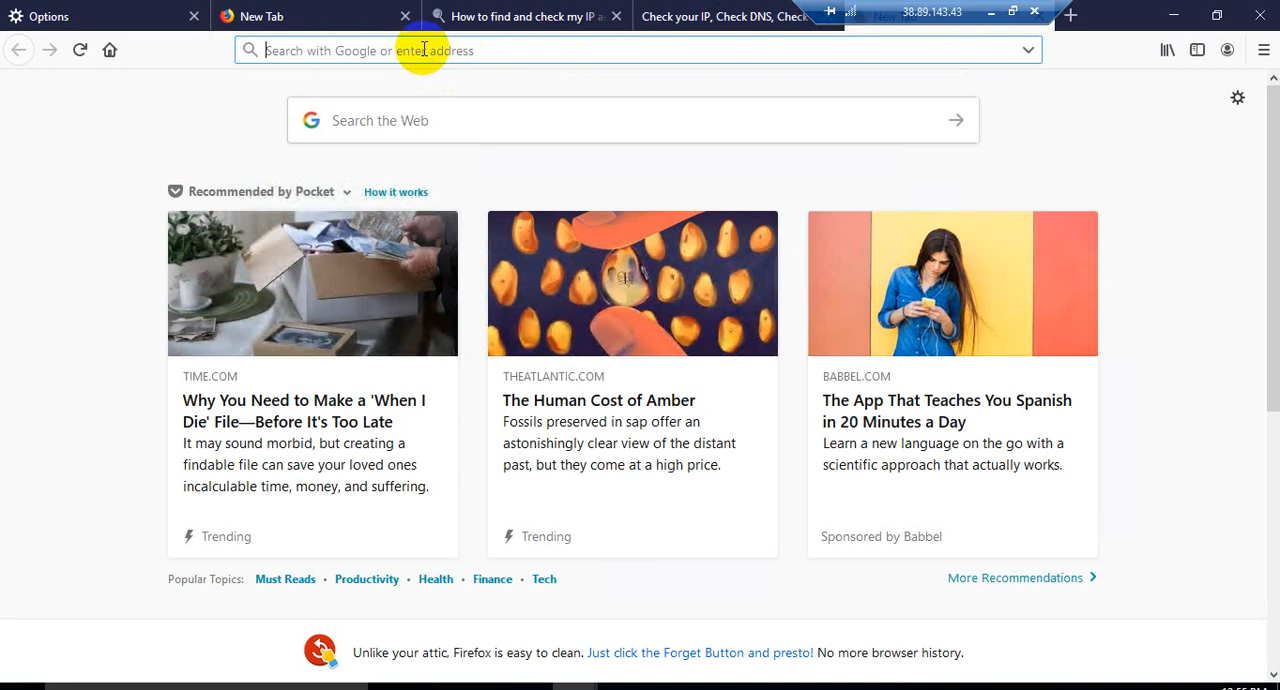 Options
New Tab
How to find and check my IP a
Check your IP, Check DNS, Check
38.89.143.43
New Tab
Search with Google or enter address
Search the Web
Recommended by Pocket
How it works
TIME.COM
Why You Need to Make a 'When I
Die' File—Before It's Too Late
It may sound morbid, but creating a
findable file can save your loved ones
incalculable time, money, and suffering.
Trending
THEATLANTIC.COM
The Human Cost of Amber
Fossils preserved in sap offer an
astonishingly clear view of the distant
past, but they come at a high price.
Trending
BABBEL.COM
The App That Teaches You Spanish
in 20 Minutes a Day
Learn a new language on the go with a
scientific approach that actually works.
Sponsored by Babbel
Popular Topics: Must Reads • Productivity • Health • Finance • Tech
More Recommendations
Unlike your attic, Firefox is easy to clean. Just click the Forget Button and presto! No more browser history.